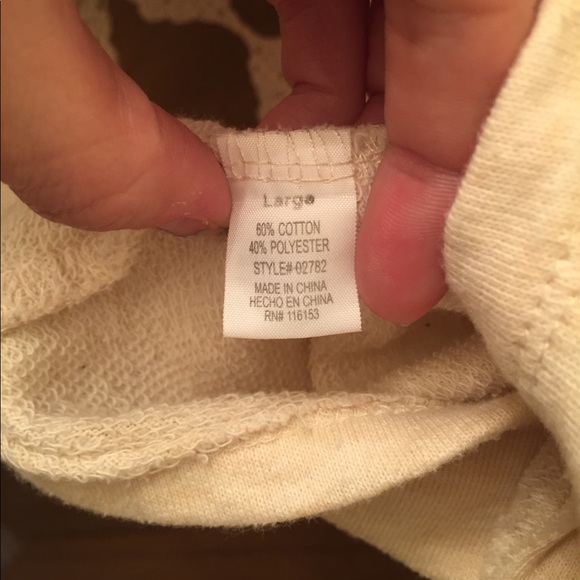 Large
60% COTTON
40% POLYESTER
STYLE# 02782
MADE IN CHINA
HECHO EN CHINA
RN# 116153